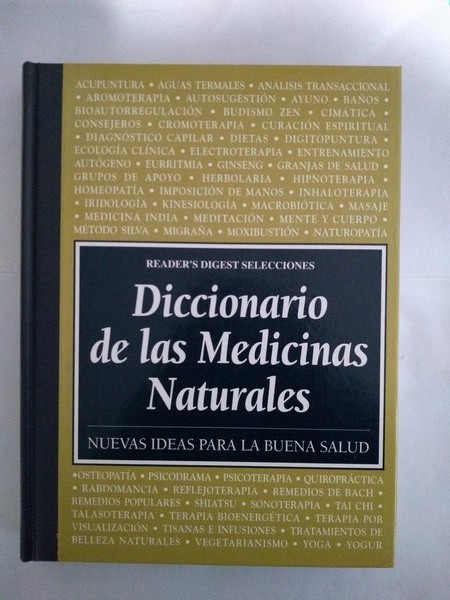 ACUPUNTURA • AGUAS TERMALES • ANÁLISIS TRANSACCIONAL
• AROMOTERAPIA • AUTOSUGESTIÓN • AYUNO • BAÑOS •
BIOAUTORREGULACIÓN • BUDISMO ZEN • CIMÁTICA •
CONSEJEROS • CROMOTERAPIA • CURACIÓN ESPIRITUAL
• DIAGNÓSTICO CAPILAR • DIETAS • DIGITOPUNTURA •
ECOLOGÍA CLÍNICA • ELECTROTERAPIA • ENTRENAMIENTO
AUTÓGENO • EURRITMIA • GINSENG • GRANJAS DE SALUD •
GRUPOS DE APOYO • HERBOLARIA • HIPNOTERAPIA •
HOMEOPATÍA • IMPOSICIÓN DE MANOS • INHALOTERAPIA
• IRIDOLOGÍA • KINESIOLOGÍA • MACROBIÓTICA • MASAJE
• MEDICINA INDIA • MEDITACIÓN • MENTE Y CUERPO •
MÉTODO SILVA • MIGRAÑA • MOXIBUSTIÓN • NATUROPATÍA
READER'S DIGEST SELECCIONES
Diccionario
de las Medicinas
Naturales
NUEVAS IDEAS PARA LA BUENA SALUD
•OSTEOPATÍA • PSICODRAMA • PSICOTERAPIA • QUIROPRÁCTICA
• RABDOMANCIA • REFLEJOTERAPIA • REMEDIOS DE BACH •
REMEDIOS POPULARES • SHIATSU • SONOTERAPIA • TAI CHI •
TALASOTERAPIA • TERAPIA BIOENERGÉTICA • TERAPIA POR
VISUALIZACIÓN • TISANAS E INFUSIONES • TRATAMIENTOS DE
BELLEZA NATURALES • VEGETARIANISMO • YOGA • YOGUR